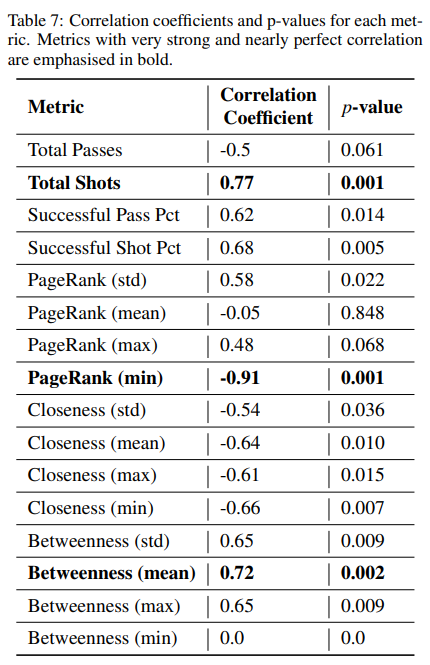 Table 7: Correlation coefficients and p-values for each met-
ric. Metrics with very strong and nearly perfect correlation
are emphasised in bold.
Metric Correlation Coefficient p-value
Total Passes -0.5 0.061
Total Shots 0.77 0.001
Successful Pass Pct 0.62 0.014
Successful Shot Pct 0.68 0.005
PageRank (std) 0.58 0.022
PageRank (mean) -0.05 0.848
PageRank (max) 0.48 0.068
PageRank (min) -0.91 0.001
Closeness (std) -0.54 0.036
Closeness (mean) -0.64 0.010
Closeness (max) -0.61 0.015
Closeness (min) -0.66 0.007
Betweenness (std) 0.65 0.009
Betweenness (mean) 0.72 0.002
Betweenness (max) 0.65 0.009
Betweenness (min) 0.0 0.0